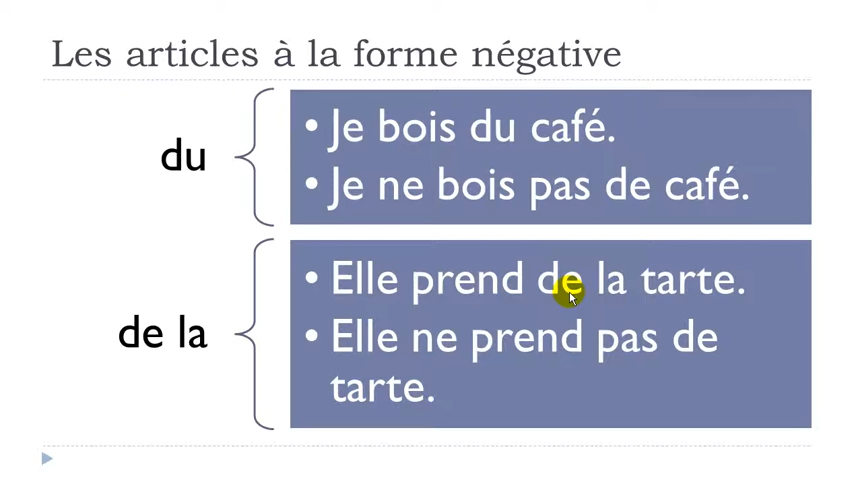 Les articles à la forme négative
du
• Je bois du café.
• Je ne bois pas de café.
de la
• Elle prend de la tarte.
• Elle ne prend pas de
tarte.